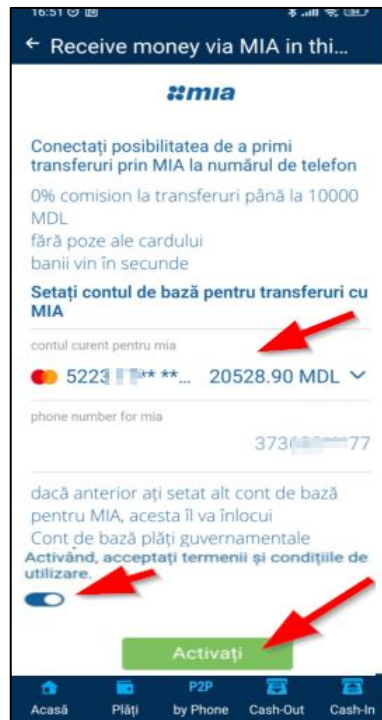 16:51
← Receive money via MIA in thi...
mia
Conectați posibilitatea de a primi
transferuri prin MIA la numărul de telefon
0% comision la transferuri până la 10000
MDL
fără poze ale cardului
banii vin în secunde
Setați contul de bază pentru transferuri cu
MIA
contul curent pentru mia
5223 ** **... 20528.90 MDL
phone number for mia
3736 77
dacă anterior ați setat alt cont de bază
pentru MIA, acesta îl va înlocui
Cont de bază plăți guvernamentale
Activând, acceptați termenii și condițiile de
utilizare.
Activați
Acasă Plăți P2P by Phone Cash-Out Cash-In